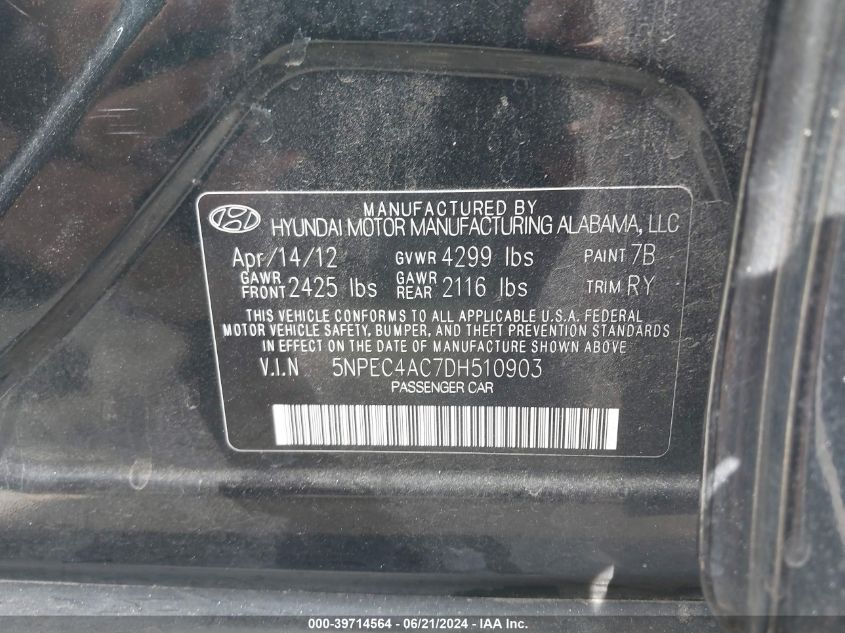 MANUFACTURED BY
HYUNDAI MOTOR MANUFACTURING ALABAMA, LLC
Apr/14/12 GVWR 4299 lbs PAINT 7B
GAWR FRONT 2425 lbs GAWR REAR 2116 lbs TRIM RY
THIS VEHICLE CONFORMS TO ALL APPLICABLE U.S.A. FEDERAL
MOTOR VEHICLE SAFETY, BUMPER, AND THEFT PREVENTION STANDARDS
IN EFFECT ON THE DATE OF MANUFACTURE SHOWN ABOVE
V.I.N 5NPEC4AC7DH510903
PASSENGER CAR
000-39714564 - 06/21/2024 - IAAI, Inc.